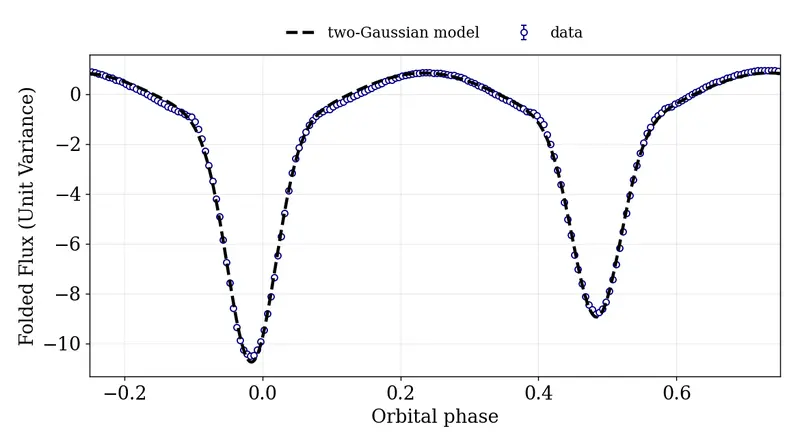 two-Gaussian model
data
Folded Flux (Unit Variance)
0
−2
−4
−6
−8
−10
−0.2
0.0
0.2
0.4
0.6
Orbital phase